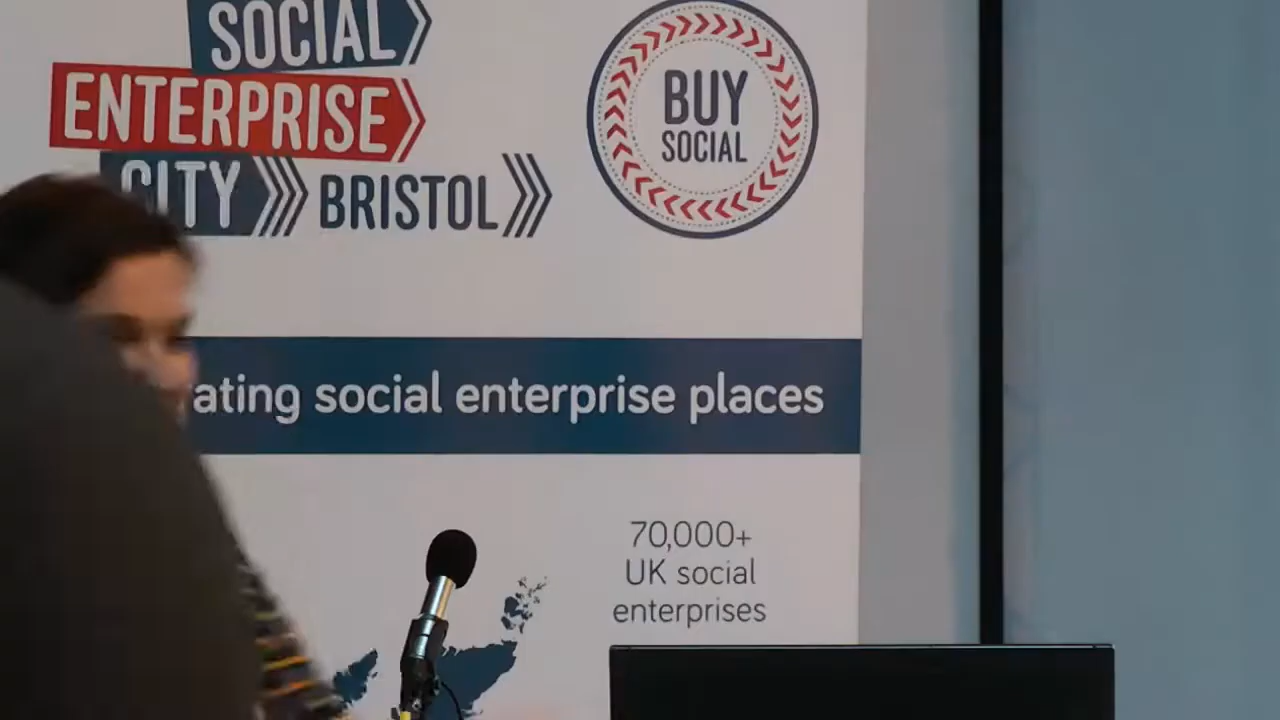 SOCIAL
ENTERPRISE
CITY BRISTOL
BUY
SOCIAL
ating social enterprise places
70,000+
UK social
enterprises